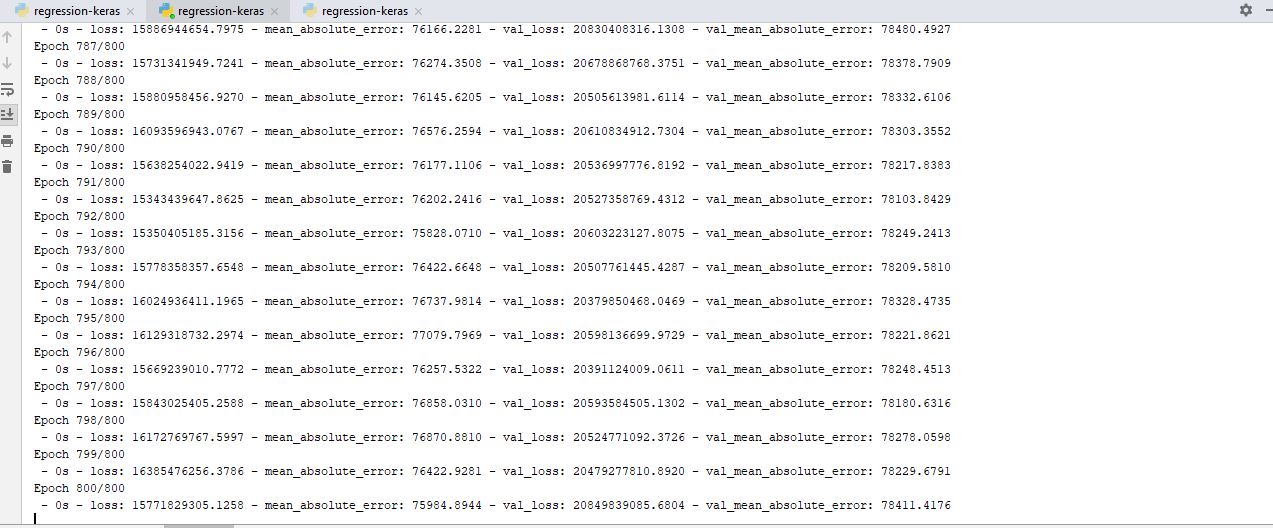 regression-keras regression-keras regression-keras
- 0s - loss: 15886944654.7975 - mean_absolute_error: 76166.2281 - val_loss: 20830408316.1308 - val_mean_absolute_error: 78480.4927
Epoch 787/800
- 0s - loss: 15731341949.7241 - mean_absolute_error: 76274.3508 - val_loss: 20678868768.3751 - val_mean_absolute_error: 78378.7909
Epoch 788/800
- 0s - loss: 15880958456.9270 - mean_absolute_error: 76145.6205 - val_loss: 20505613981.6114 - val_mean_absolute_error: 78332.6106
Epoch 789/800
- 0s - loss: 16093596943.0767 - mean_absolute_error: 76576.2594 - val_loss: 20610834912.7304 - val_mean_absolute_error: 78303.3552
Epoch 790/800
- 0s - loss: 15638254022.9419 - mean_absolute_error: 76177.1106 - val_loss: 20536997776.8192 - val_mean_absolute_error: 78217.8383
Epoch 791/800
- 0s - loss: 15343439647.8625 - mean_absolute_error: 76202.2416 - val_loss: 20527358769.4312 - val_mean_absolute_error: 78103.8429
Epoch 792/800
- 0s - loss: 15350405185.3156 - mean_absolute_error: 75828.0710 - val_loss: 20603223127.8075 - val_mean_absolute_error: 78249.2413
Epoch 793/800
- 0s - loss: 15778358357.6548 - mean_absolute_error: 76422.6648 - val_loss: 20507761445.4287 - val_mean_absolute_error: 78209.5810
Epoch 794/800
- 0s - loss: 16024936411.1965 - mean_absolute_error: 76737.9814 - val_loss: 20379850468.0469 - val_mean_absolute_error: 78328.4735
Epoch 795/800
- 0s - loss: 16129318732.2974 - mean_absolute_error: 77079.7969 - val_loss: 20598136699.9729 - val_mean_absolute_error: 78221.8621
Epoch 796/800
- 0s - loss: 15669239010.7772 - mean_absolute_error: 76257.5322 - val_loss: 20391124009.0611 - val_mean_absolute_error: 78248.4513
Epoch 797/800
- 0s - loss: 15843025405.2588 - mean_absolute_error: 76858.0310 - val_loss: 20593584505.1302 - val_mean_absolute_error: 78180.6316
Epoch 798/800
- 0s - loss: 16172769767.5997 - mean_absolute_error: 76870.8810 - val_loss: 20524771092.3726 - val_mean_absolute_error: 78278.0598
Epoch 799/800
- 0s - loss: 16385476256.3786 - mean_absolute_error: 76422.9281 - val_loss: 20479277810.8920 - val_mean_absolute_error: 78229.6791
Epoch 800/800
- 0s - loss: 15771829305.1258 - mean_absolute_error: 75984.8944 - val_loss: 20849839085.6804 - val_mean_absolute_error: 78411.4176